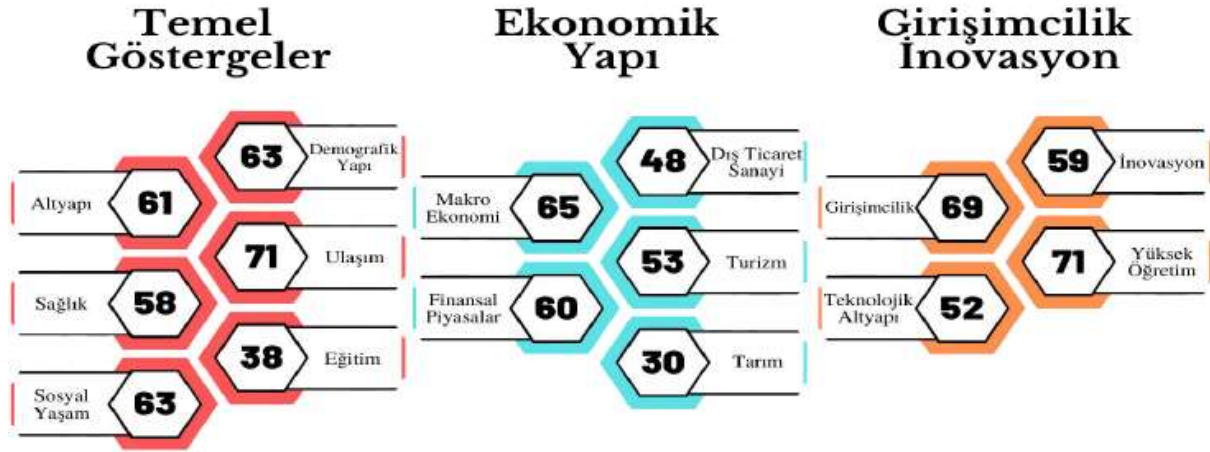 Temel
Göstergeler
63
Demografik
Yapı
Altyapı
61
71
Ulaşım
Sağlık
58
38
Eğitim
Sosyal
Yaşam
63
Ekonomik
Yapı
48
Dış Ticaret
Sanayi
Makro
Ekonomi
65
53
Turizm
Finansal
Piyasalar
60
30
Tarım
Girişimcilik
İnovasyon
59
İnovasyon
Girişimcilik
69
71
Yüksek
Öğretim
Teknolojik
Altyapı
52